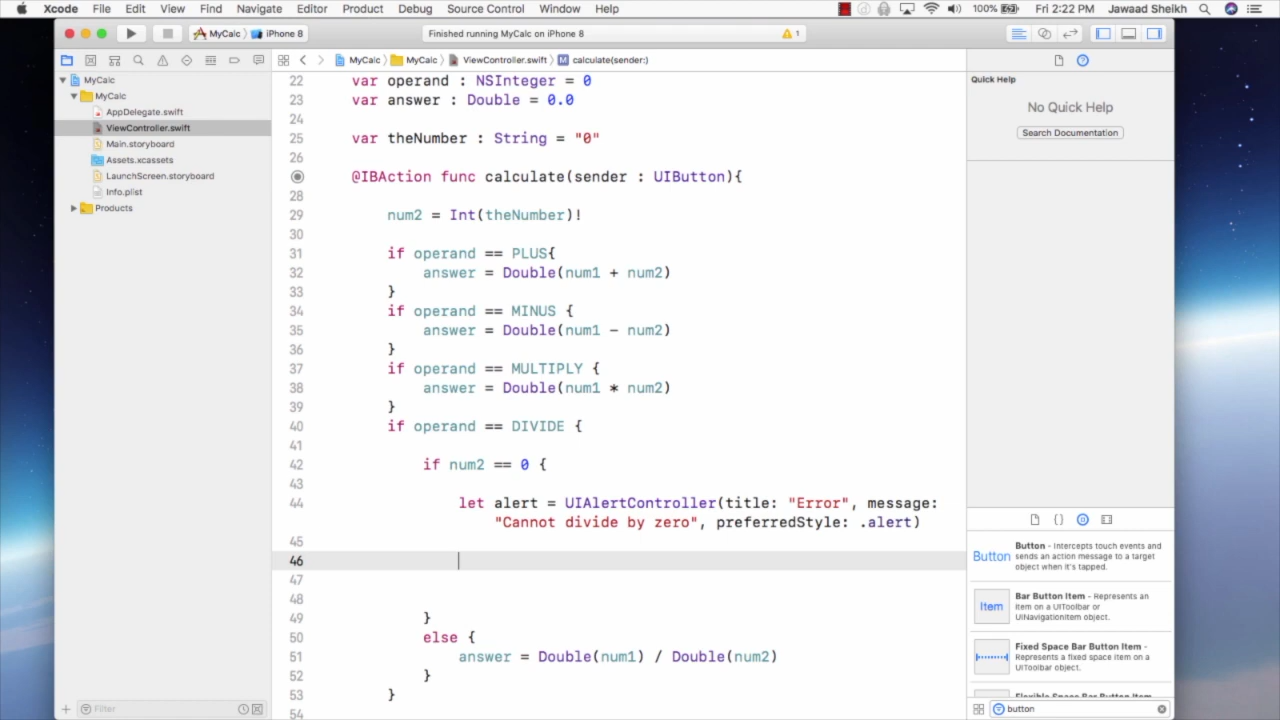 Xcode File Edit View Find Navigate Editor Product Debug Source Control Window Help 100% Fri 2:22 PM Jawaad Sheikh
MyCalc iPhone 8 Finished running MyCalc on iPhone 8 1
MyCalc MyCalc ViewController.swift calculate(sender:)
MyCalc
MyCalc
AppDelegate.swift
ViewController.swift
Main.storyboard
Assets.xcassets
LaunchScreen.storyboard
Info.plist
Products
Filter
22 var operand : NSInteger = 0
23 var answer : Double = 0.0
24
25 var theNumber : String = "0"
26
@IBAction func calculate(sender : UIButton){
28
29 num2 = Int(theNumber)!
30
31 if operand == PLUS{
32 answer = Double(num1 + num2)
33 }
34 if operand == MINUS {
35 answer = Double(num1 - num2)
36 }
37 if operand == MULTIPLY {
38 answer = Double(num1 * num2)
39 }
40 if operand == DIVIDE {
41
42 if num2 == 0 {
43
44 let alert = UIAlertController(title: "Error", message:
"Cannot divide by zero", preferredStyle: .alert)
45
46
47
48
49 }
50 else {
51 answer = Double(num1) / Double(num2)
52 }
53 }
54
Quick Help
No Quick Help
Search Documentation
Button
Button - Intercepts touch events and
sends an action message to a target
object when it's tapped.
Item
Bar Button Item - Represents an
item on a UIToolbar or
UINavigationItem object.
Fixed Space Bar Button Item -
Represents a fixed space item on a
UIToolbar object.
Flexible Space Bar Button Item
button